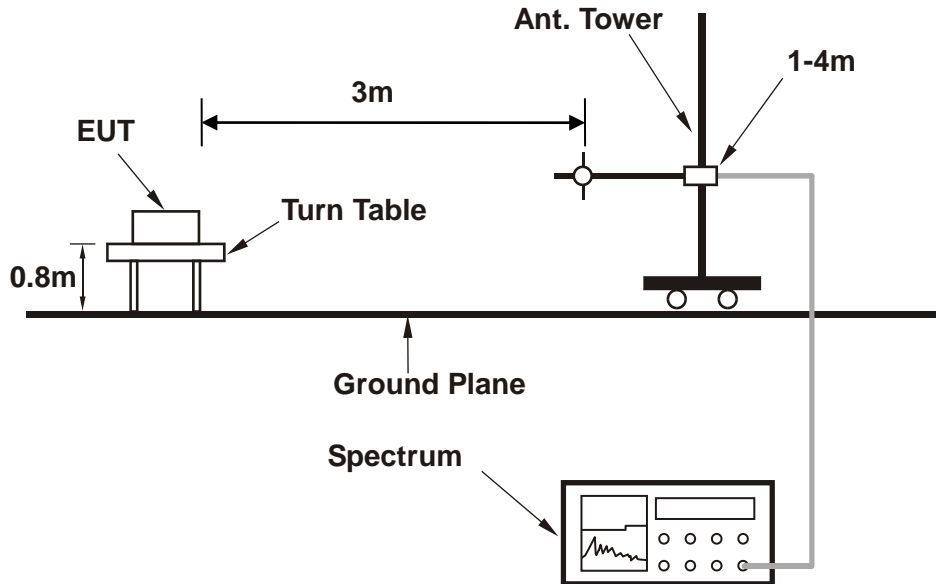 Ant. Tower
1-4m
3m
EUT
Turn Table
0.8m
Ground Plane
Spectrum